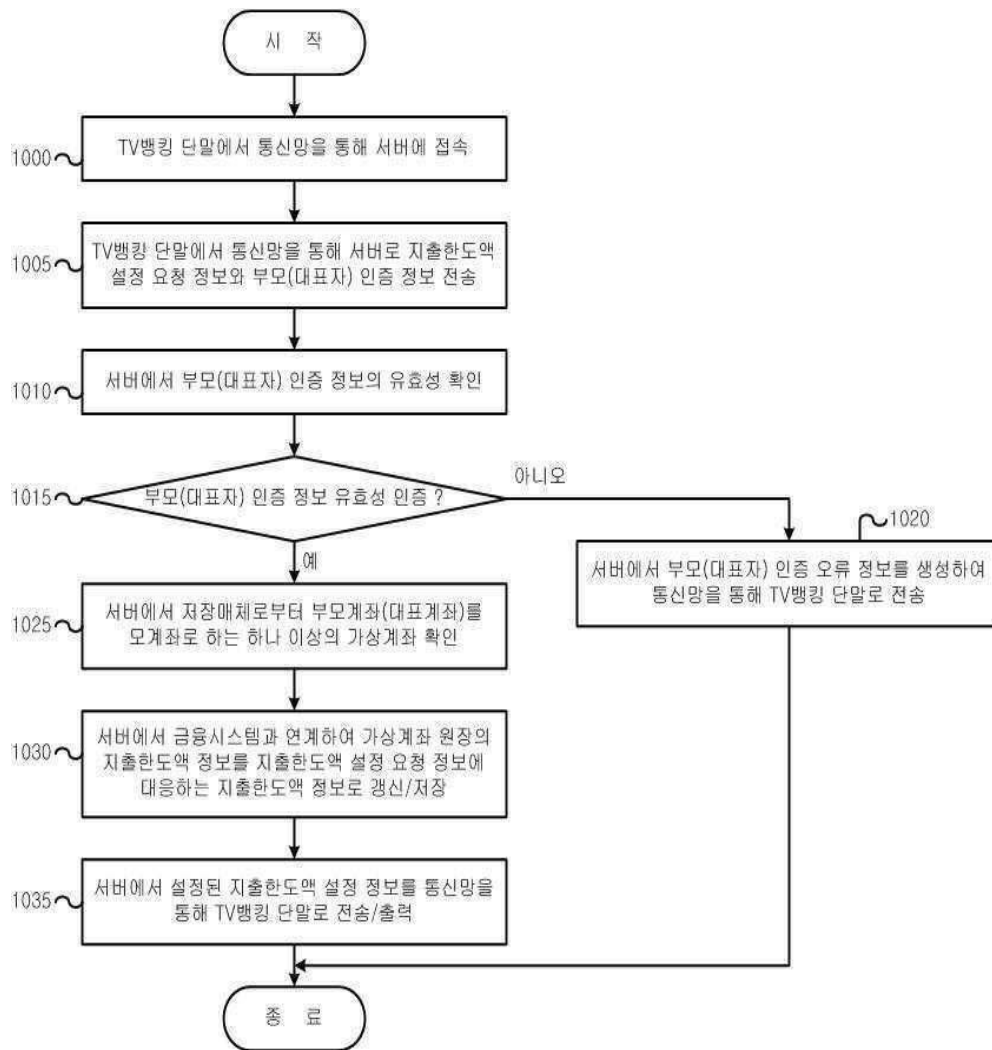 시 작
1000
TV뱅킹 단말에서 통신망을 통해 서버에 접속
1005
TV뱅킹 단말에서 통신망을 통해 서버로 지출한도액
설정 요청 정보와 부모(대표자) 인증 정보 전송
1010
서버에서 부모(대표자) 인증 정보의 유효성 확인
1015
부모(대표자) 인증 정보 유효성 인증 ?
아니오
예
1020
서버에서 부모(대표자) 인증 오류 정보를 생성하여
통신망을 통해 TV뱅킹 단말로 전송
1025
서버에서 저장매체로부터 부모계좌(대표계좌)를
모계좌로 하는 하나 이상의 가상계좌 확인
1030
서버에서 금융시스템과 연계하여 가상계좌 원장의
지출한도액 정보를 지출한도액 설정 요청 정보에
대응하는 지출한도액 정보로 갱신/저장
1035
서버에서 설정된 지출한도액 설정 정보를 통신망을
통해 TV뱅킹 단말로 전송/출력
종 료